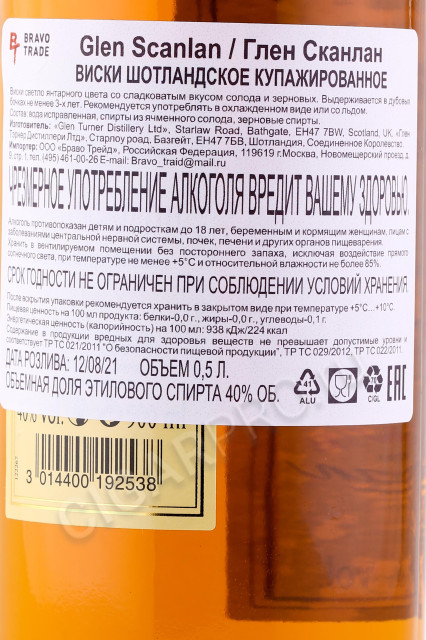 BRAVO
TRADE
Glen Scanlan / Глен Сканлан
ВИСКИ ШОТЛАНДСКОЕ КУПАЖИРОВАННОЕ
Виски светло янтарного цвета со сладковатым вкусом солода и зерновых. Выдерживается в дубовых
бочках не менее 3-х лет. Рекомендуется употреблять в охлажденном виде или со льдом.
Состав: вода исправленная, спирты из ячменного солода, зерновые спирты.
Изготовитель: «Glen Turner Distillery Ltd», Starlaw Road, Bathgate, EH47 7BW, Scotland, UK. «Глен
Тернер Дистиллери Лтд», Старлоу роад, Базгейт, ЕН47 7БВ, Шотландия, Соединенное Королевство.
Импортер: ООО «Браво Трейд», Российская Федерация, 119619 г.Москва, Новомещерский проезд, д.
9, стр. 1, тел. (495) 461-00-26 E-mail: Bravo_traid@mail.ru
ЧРЕЗМЕРНОЕ УПОТРЕБЛЕНИЕ АЛКОГОЛЯ ВРЕДИТ ВАШЕМУ ЗДОРОВЬЮ.
Алкоголь противопоказан детям и подросткам до 18 лет, беременным и кормящим женщинам, лицам с
заболеваниями центральной нервной системы, почек, печени и других органов пищеварения.
Хранить в вентилируемом помещении без постороннего запаха, исключая воздействие прямого
солнечного света, при температуре не менее +5°С и относительной влажности не более 85%.
СРОК ГОДНОСТИ НЕ ОГРАНИЧЕН ПРИ СОБЛЮДЕНИИ УСЛОВИЙ ХРАНЕНИЯ.
После вскрытия упаковки рекомендуется хранить в закрытом виде при температуре +5°С...+10°С.
Пищевая ценность на 100 мл продукта: белки-0,0 г., жиры-0,0 г., углеводы-0,1 г.
Энергетическая ценность (калорийность) на 100 мл: 938 кДж/224 ккал
Содержание в продукции вредных для здоровья веществ не превышает допустимые уровни и
соответствует ТР ТС 021/2011 "О безопасности пищевой продукции", ТР ТС 029/2012, ТР ТС 022/2011.
ДАТА РОЗЛИВА: 12/08/21 ОБЪЕМ 0,5 Л.
ОБЪЕМНАЯ ДОЛЯ ЭТИЛОВОГО СПИРТА 40% ОБ.
41
ALU
70
C/GL
EAC
40% vol.
3 014400 192538